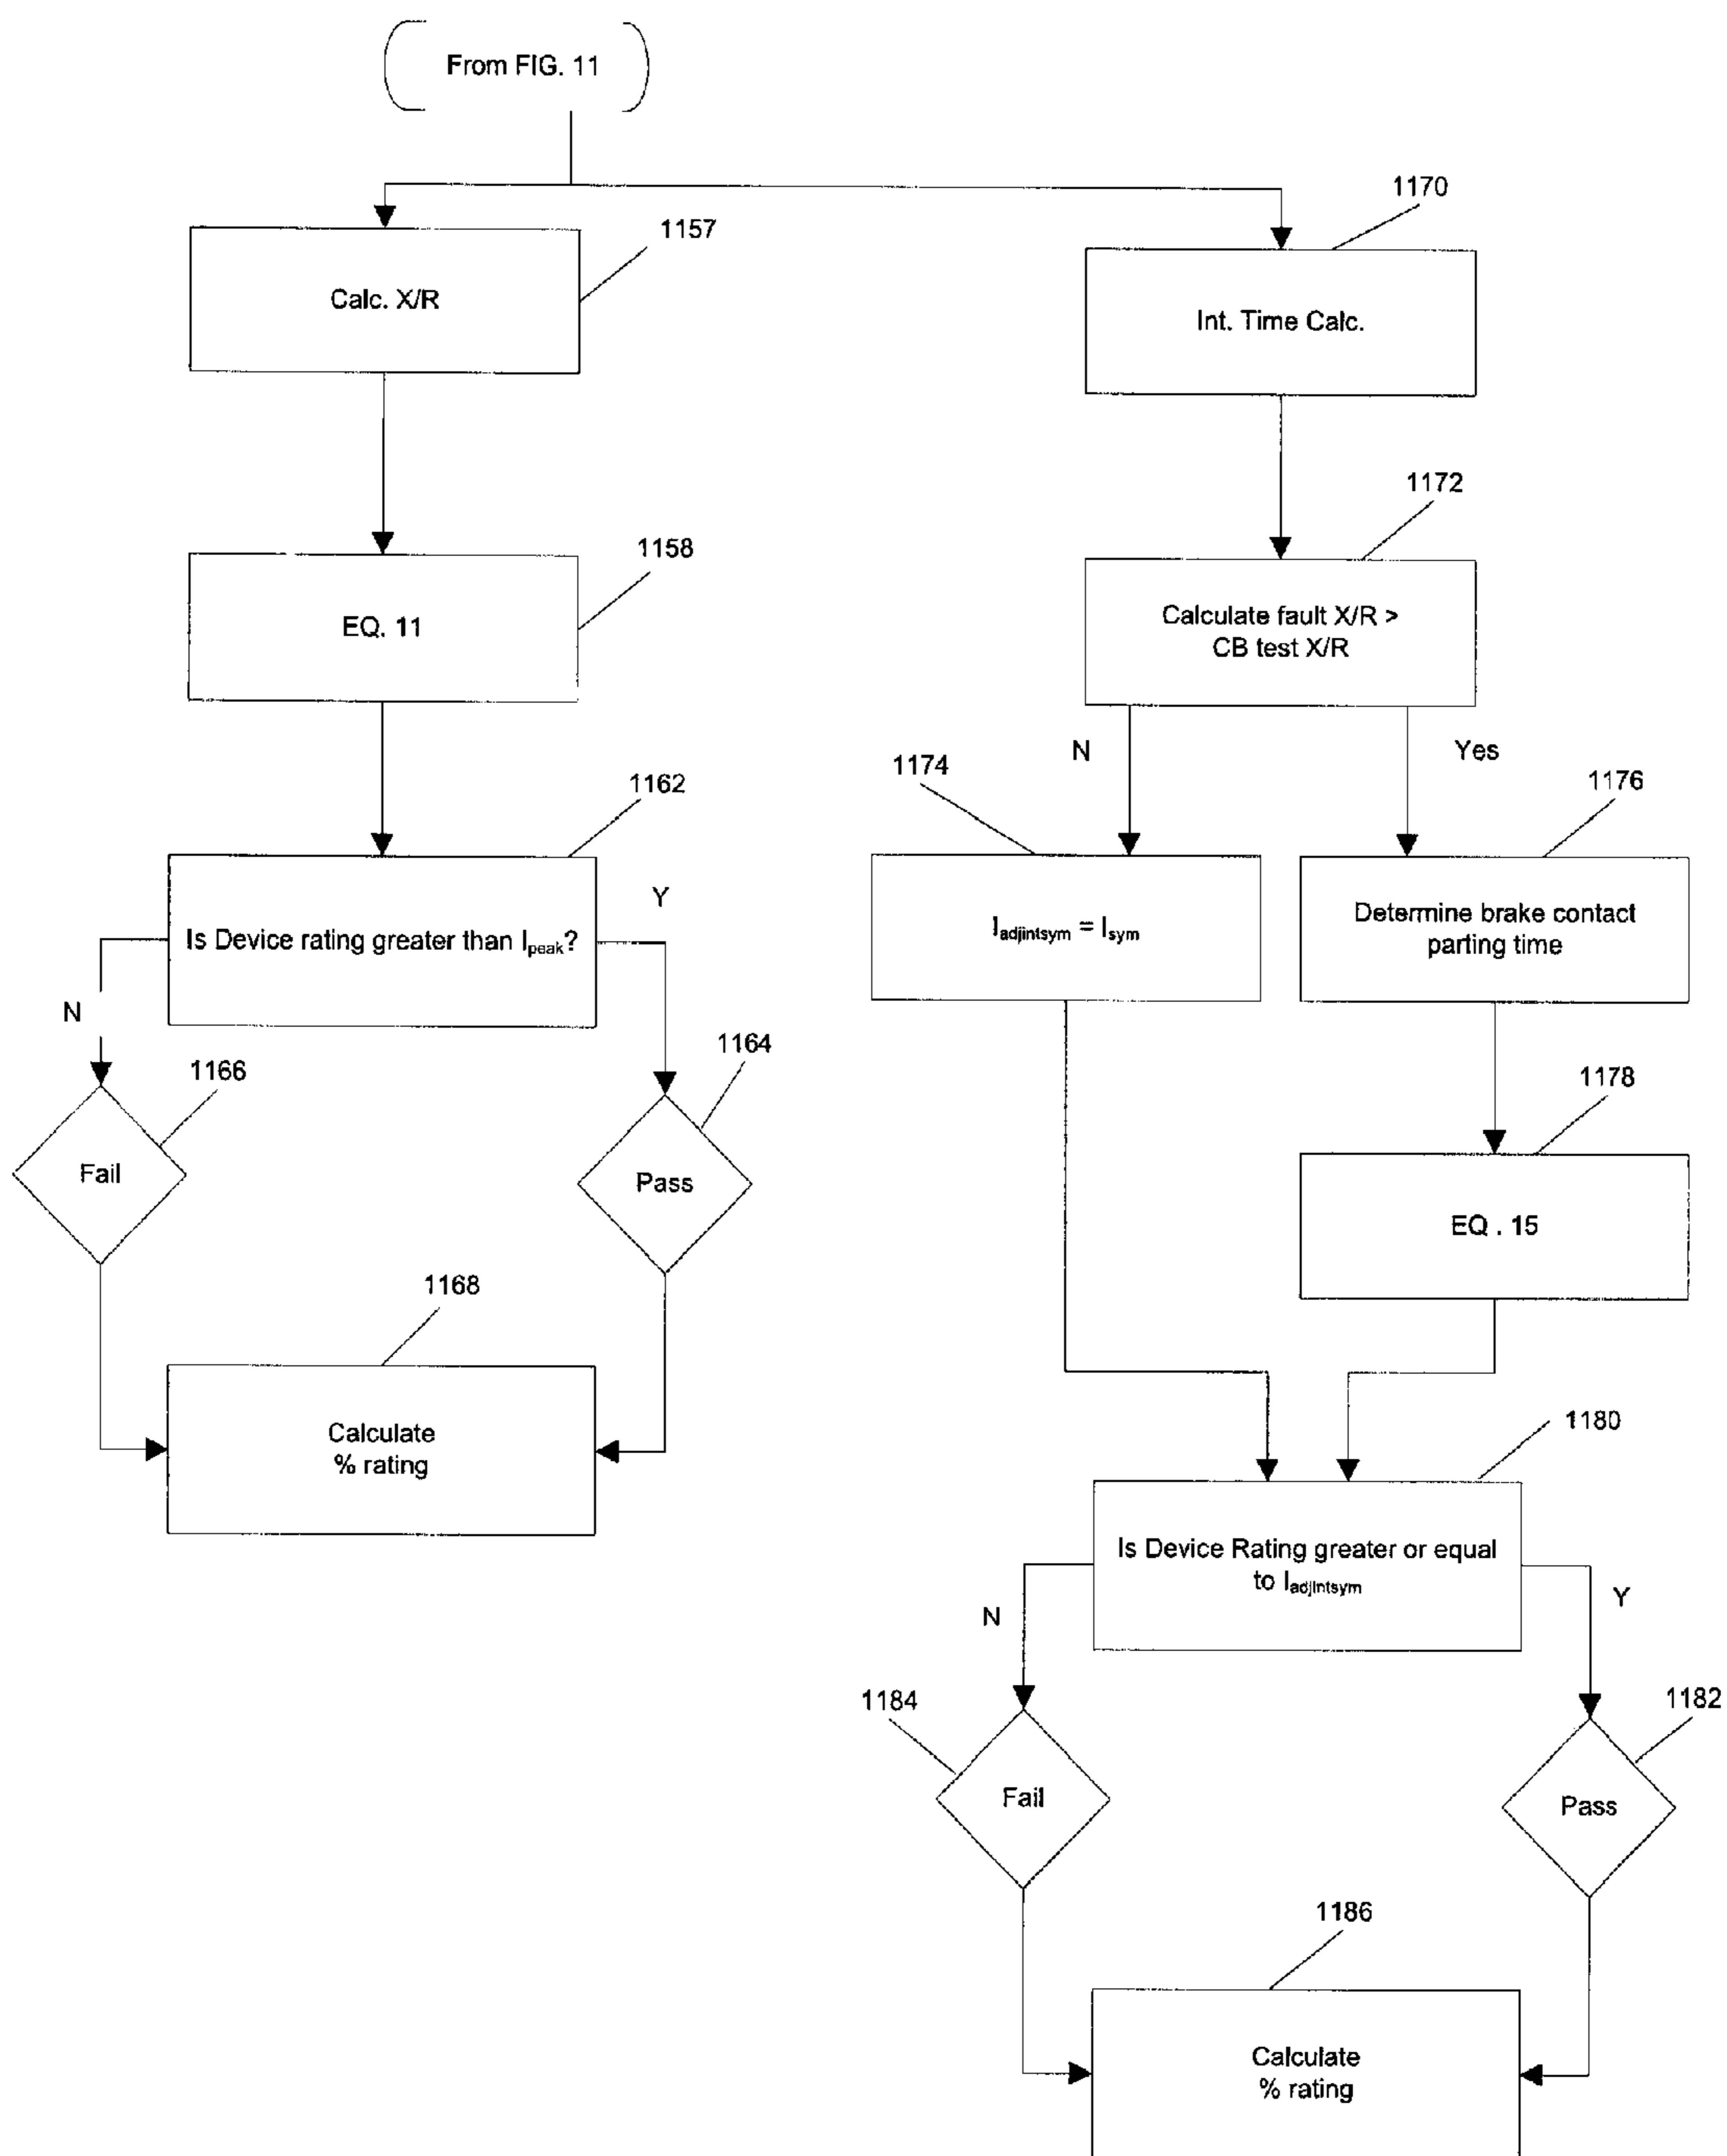 From FIG. 11
1157
Calc. X/R
1158
EQ. 11
1162
Is Device rating greater than Ipeak?
N
Y
1166
Fail
1164
Pass
1168
Calculate
% rating
1170
Int. Time Calc.
1172
Calculate fault X/R >
CB test X/R
N
Yes
1174
Iadjintsym = Isym
1176
Determine brake contact
parting time
1178
EQ . 15
1180
Is Device Rating greater or equal
to Iadjintsym
N
Y
1184
Fail
1182
Pass
1186
Calculate
% rating